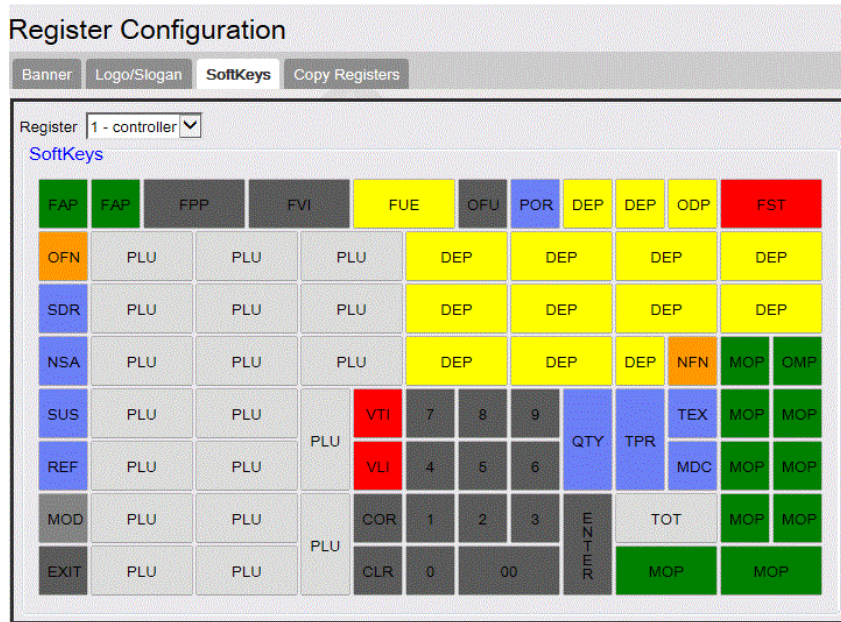 Register Configuration
Banner Logo/Slogan SoftKeys Copy Registers
Register 1 - controller
SoftKeys
FAP FAP FPP FVI FUE OFU POR DEP DEP ODP FST
OFN PLU PLU PLU DEP DEP DEP DEP
SDR PLU PLU PLU DEP DEP DEP DEP
NSA PLU PLU PLU DEP DEP DEP NFN MOP OMP
SUS PLU PLU VTI 7 8 9 TEX MOP MOP
PLU QTY TPR
REF PLU PLU VLI 4 5 6 MDC MOP MOP
MOD PLU PLU COR 1 2 3 TOT MOP MOP
PLU ENTER
EXIT PLU PLU CLR 0 00 MOP MOP